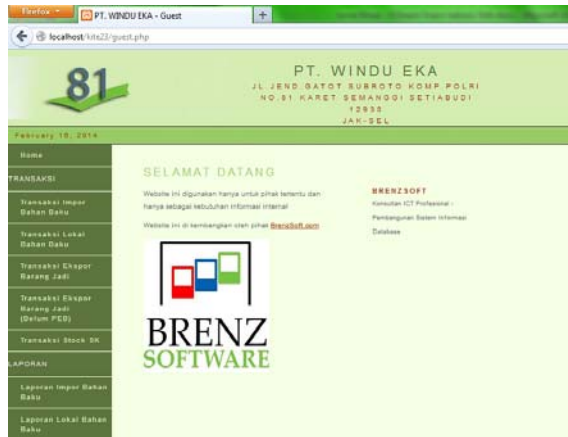 Firefox
PT. WINDU EKA - Guest
+
localhost/kite23/guest.php
81
PT. WINDU EKA
JL.JEND.GATOT SUBROTO KOMP.POLRI
NO.81 KARET SEMANGGI SETIABUDI
12930
JAK-SEL
February 15, 2014
Home
TRANSAKSI
Transaksi Impor
Bahan Baku
Transaksi Lokal
Bahan Baku
Transaksi Ekspor
Barang Jadi
Transaksi Ekspor
Barang Jadi
(Belum PEB)
Transaksi Stock
LAPORAN
Laporan Impor Bahan
Baku
Laporan Lokal Bahan
Baku
SELAMAT DATANG
Website ini digunakan hanya untuk pihak tertentu dan
hanya sebagai kebutuhan informasi internal
Website ini di kembangkan oleh pihak BrenzSoft.com
BRENZ
SOFTWARE
BRENZSOFT
Konsultan ICT Profesional -
Pembangunan Sistem Informasi
Database